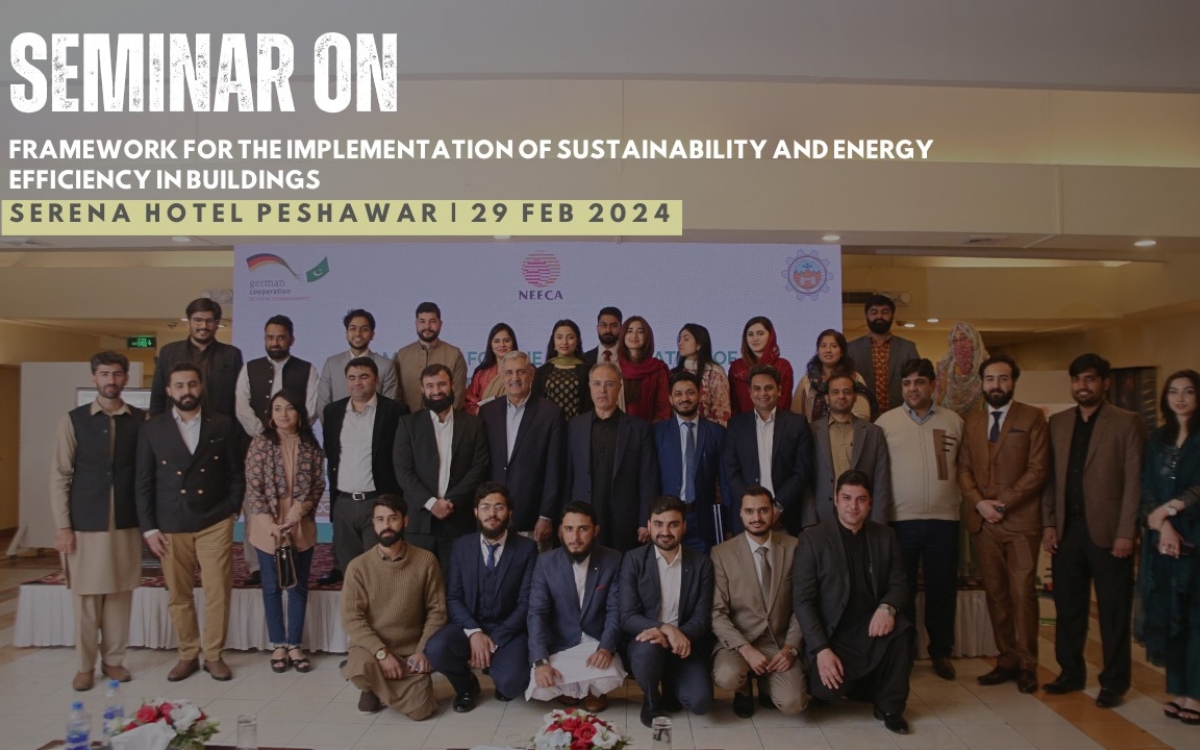 SEMINAR ON
FRAMEWORK FOR THE IMPLEMENTATION OF SUSTAINABILITY AND ENERGY
EFFICIENCY IN BUILDINGS
SERENA HOTEL PESHAWAR | 29 FEB 2024
german
cooperation
NEECA